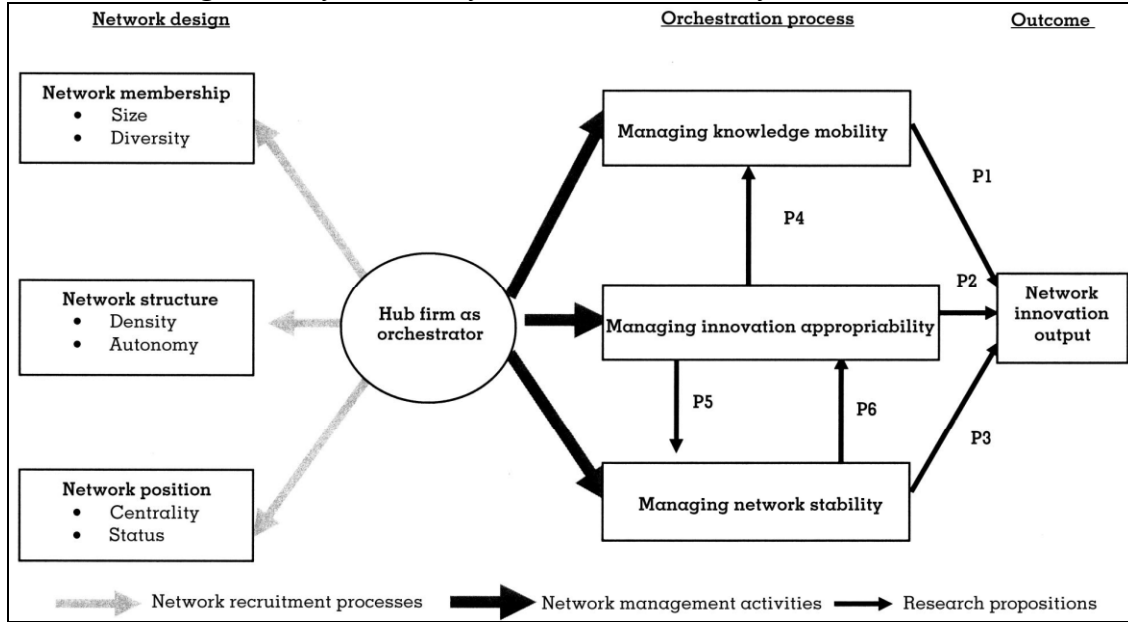 Network design
Orchestration process
Outcome
Network membership
• Size
• Diversity
Managing knowledge mobility
P1
P4
Network structure
• Density
• Autonomy
Hub firm as
orchestrator
Managing innovation appropriability
P2
Network
innovation
output
P5
P6
P3
Network position
• Centrality
• Status
Managing network stability
Network recruitment processes
Network management activities
Research propositions